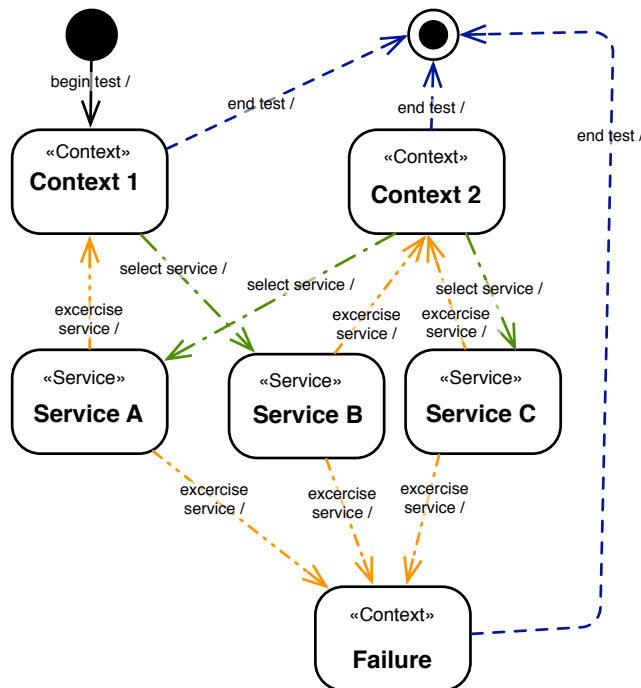 begin test /
end test /
end test /
end test /
«Context»
Context 1
«Context»
Context 2
select service /
select service /
select service /
excercise
service /
excercise
service /
excercise
service /
«Service»
Service A
«Service»
Service B
«Service»
Service C
excercise
service /
excercise
service /
excercise
service /
«Context»
Failure